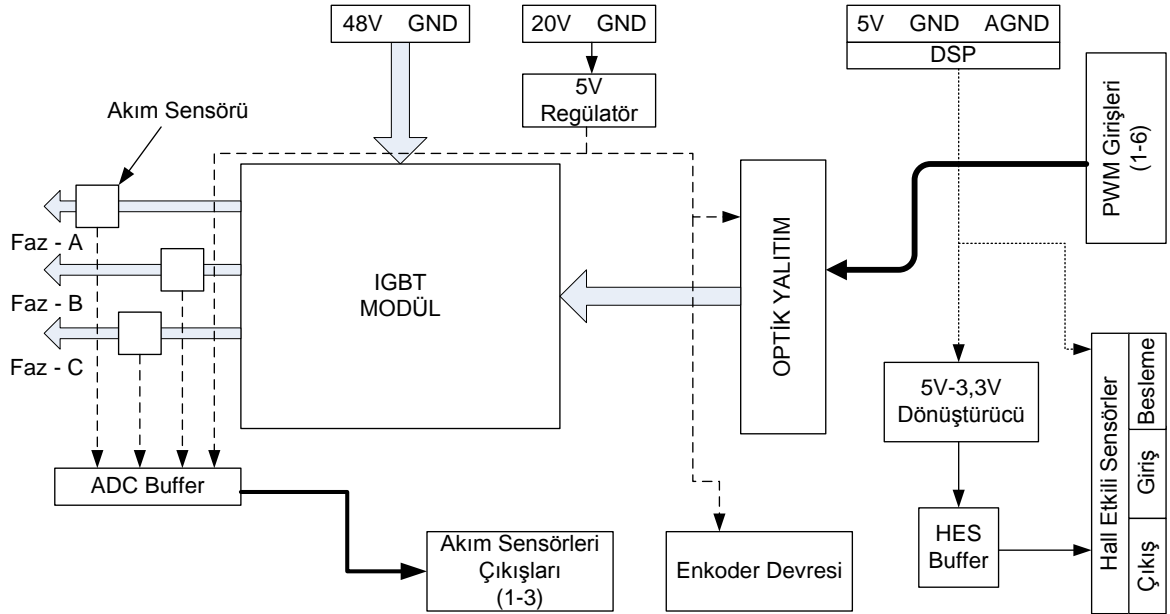 48V GND
20V GND
5V GND AGND
DSP
5V
Regülatör
Akım Sensörü
PWM Girişleri
(1-6)
Faz - A
Faz - B
Faz - C
IGBT
MODÜL
OPTİK YALITIM
5V-3,3V
Dönüştürücü
Hall Etkili Sensörler
Besleme
Giriş
Çıkış
ADC Buffer
HES
Buffer
Akım Sensörleri
Çıkışları
(1-3)
Enkoder Devresi